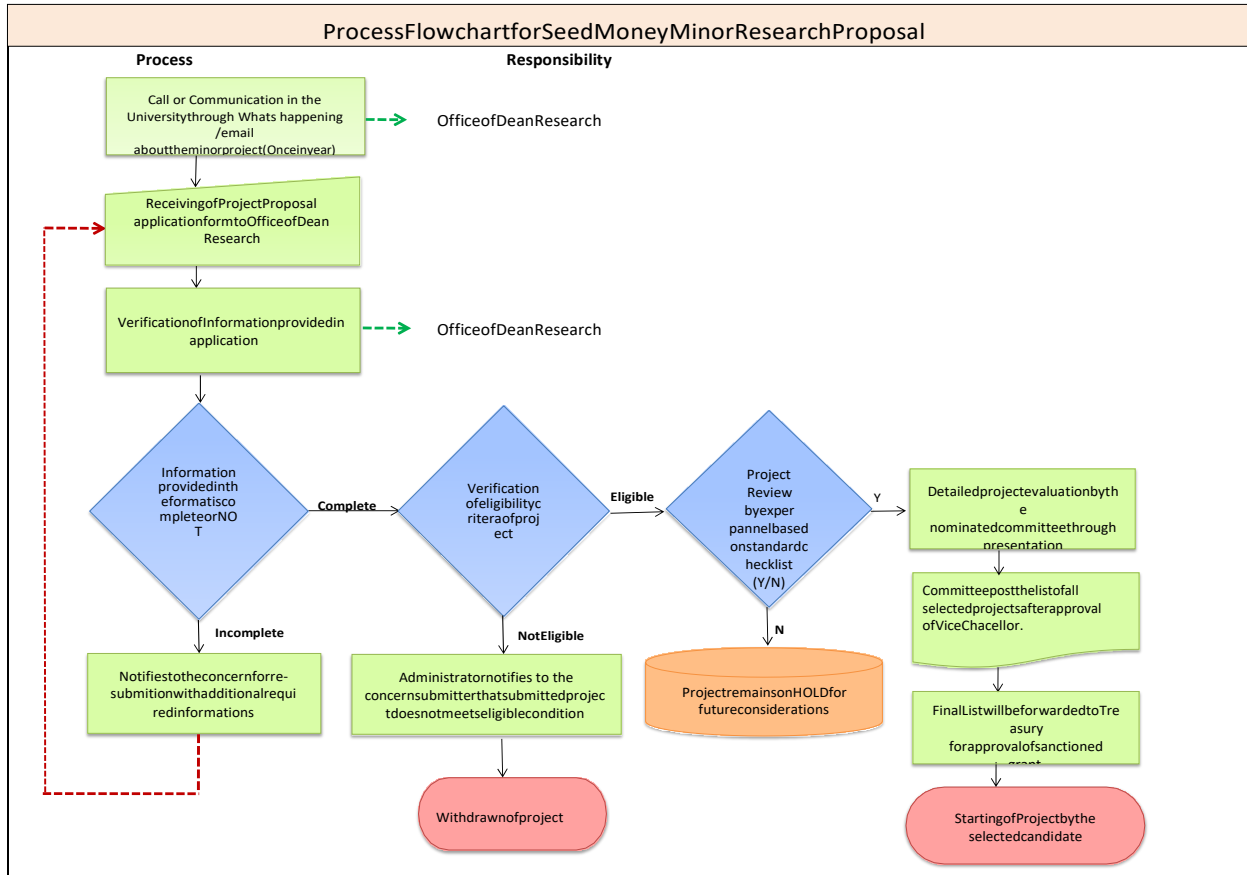 ProcessFlowchartforSeedMoneyMinorResearchProposal
Process
Responsibility
Call or Communication in the
Universitythrough Whats happening
/email
abouttheminorproject(Onceinyear)
OfficeofDeanResearch
ReceivingofProjectProposal
applicationformtoOfficeofDean
Research
VerificationofInformationprovidedin
application
OfficeofDeanResearch
Information
providedinth
eformatisco
mpleteorNO
T
Complete
Verification
ofeligibilityc
riteraofproj
ect
Eligible
Project
Review
byexper
pannelbased
onstandardc
hecklist
(Y/N)
Y
Detailedprojectevaluationbyth
e
nominatedcommitteethrough
presentation
Committeepostthelistofall
selectedprojectsafterapproval
ofViceChacellor.
Incomplete
NotEligible
N
Notifiestotheconcernforre-
submitionwithadditionalrequi
redinformations
Administratornotifies to the
concernsubmitterthatsubmittedprojec
tdoesnotmeetseligiblecondition
ProjectremainsonHOLDfor
futureconsiderations
FinalListwillbeforwardedtoTre
asury
forapprovalofsanctioned
grant
Withdrawnofproject
StartingofProjectbythe
selectedcandidate